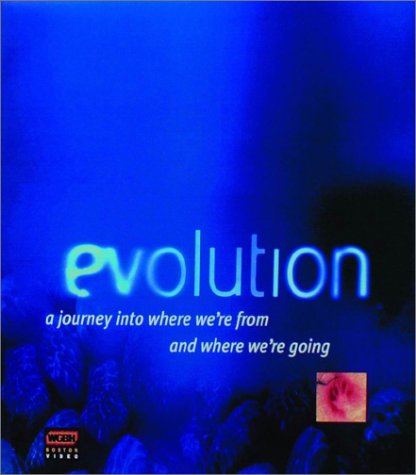 evolution
a journey into where we're from
and where we're going
WGBH
BOSTON
VIDEO